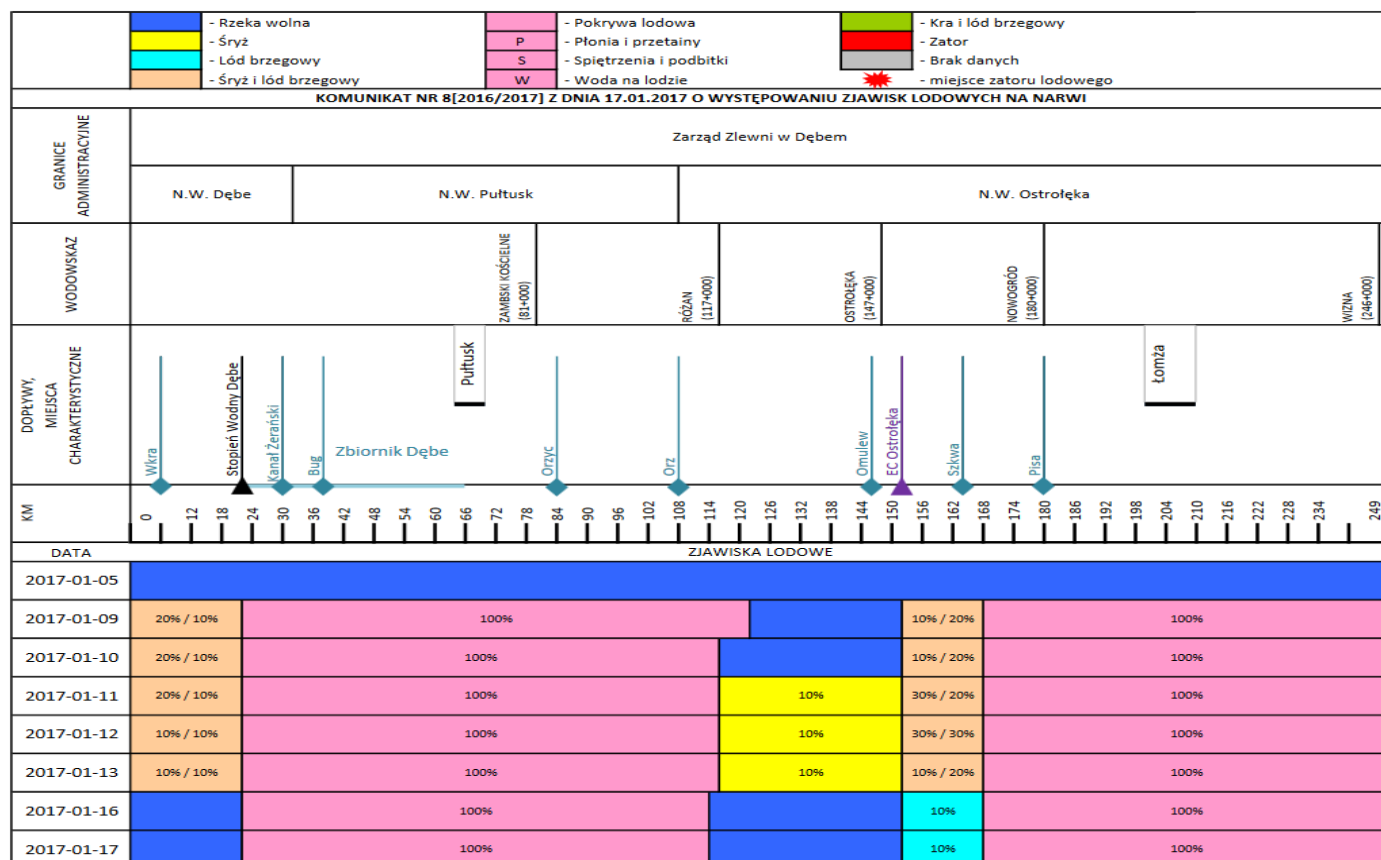 - Rzeka wolna
- Śryż
- Lód brzegowy
- Śryż i lód brzegowy
- Pokrywa lodowa
P - Płonia i przetainy
S - Spiętrzenia i podbitki
W - Woda na lodzie
- Kra i lód brzegowy
- Zator
- Brak danych
- miejsce zatoru lodowego
KOMUNIKAT NR 8[2016/2017] Z DNIA 17.01.2017 O WYSTĘPOWANIU ZJAWISK LODOWYCH NA NARWI
GRANICE
ADMINISTRACYJNE
Zarząd Zlewni w Dębem
N.W. Dębe
N.W. Pułtusk
N.W. Ostrołęka
WODOWSKAZ
ZAMBSKI KOŚCIELNE
(81+000)
RÓŻAN
(117+000)
OSTROŁĘKA
(147+000)
NOWOGRÓD
(180+000)
WIZNA
(246+000)
DOPŁYWY,
MIEJSCA
CHARAKTERYSTYCZNE
Wkra
Stopień Wodny Dębe
Kanał Żerański
Bug
Zbiornik Dębe
Pułtusk
Orzyc
Orz
Omulew
EC Ostrołęka
Szkwa
Pisa
Łomża
KM
0 12 18 24 30 36 42 48 54 60 66 72 78 84 90 96 102 108 114 120 126 132 138 144 150 156 162 168 174 180 186 192 198 204 210 216 222 228 234 249
DATA ZJAWISKA LODOWE
2017-01-05
2017-01-09 20% / 10% 100% 10% / 20% 100%
2017-01-10 20% / 10% 100% 10% / 20% 100%
2017-01-11 20% / 10% 100% 10% 30% / 20% 100%
2017-01-12 10% / 10% 100% 10% 30% / 30% 100%
2017-01-13 10% / 10% 100% 10% 10% / 20% 100%
2017-01-16 100% 10% 100%
2017-01-17 100% 10% 100%